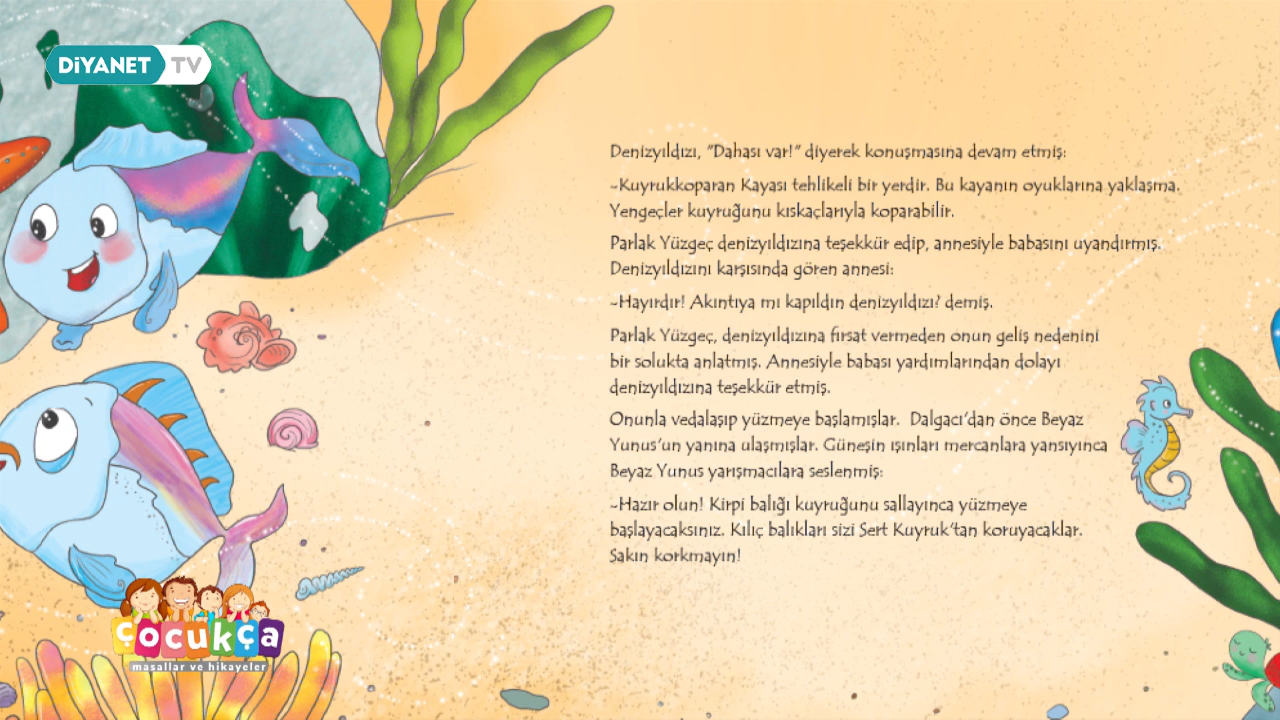 DİYANET TV
Denizyıldızı, "Dahası var!" diyerek konuşmasına devam etmiş:
-Kuyrukkoparan Kayası tehlikeli bir yerdir. Bu kayanın oyuklarına yaklaşma.
Yengeçler kuyruğunu kıskaçlarıyla koparabilir.
Parlak Yüzgeç denizyıldızına teşekkür edip, annesiyle babasını uyandırmış.
Denizyıldızını karşısında gören annesi:
-Hayırdır! Akıntıya mı kapıldın denizyıldızı? demiş.
Parlak Yüzgeç, denizyıldızına fırsat vermeden onun geliş nedenini
bir solukta anlatmış. Annesiyle babası yardımlarından dolayı
denizyıldızına teşekkür etmiş.
Onunla vedalaşıp yüzmeye başlamışlar. Dalgacı'dan önce Beyaz
Yunus'un yanına ulaşmışlar. Güneşin ışınları mercanlara yansıyınca
Beyaz Yunus yarışmacılara seslenmiş:
-Hazır olun! Kirpi balığı kuyruğunu sallayınca yüzmeye
başlayacaksınız. Kılıç balıkları sizi Sert Kuyruk'tan koruyacaklar.
Sakın korkmayın!
çocukça
masallar ve hikayeler